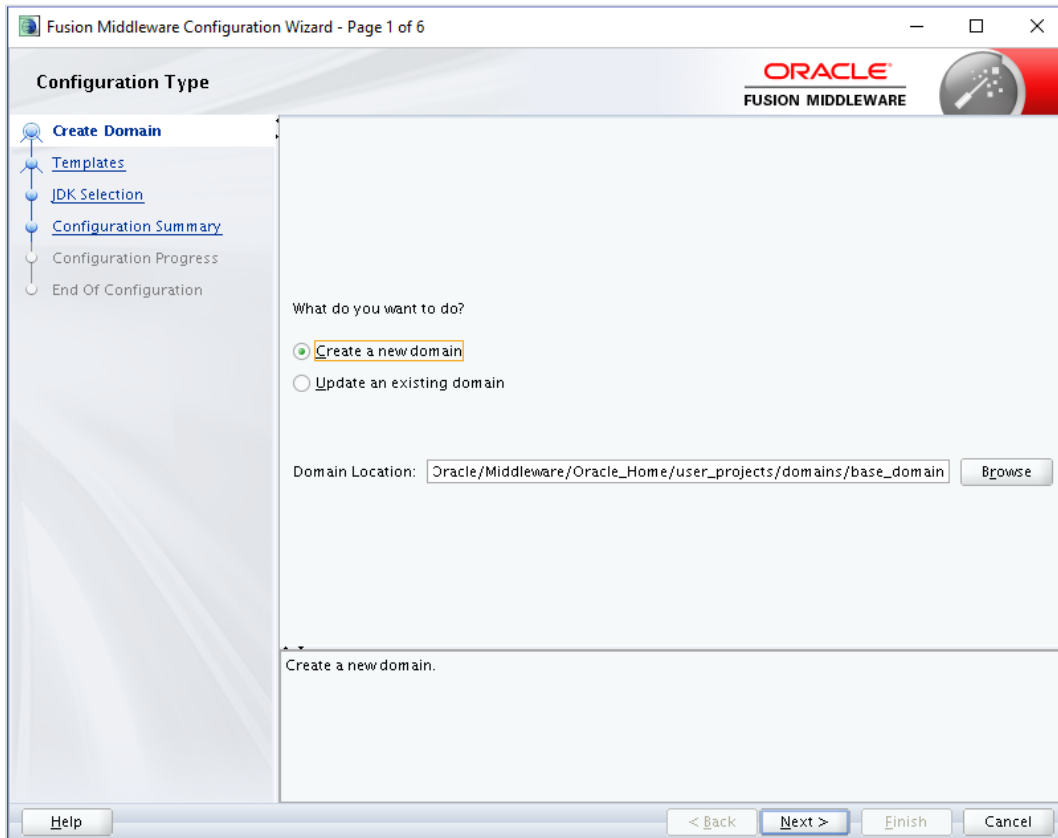 Fusion Middleware Configuration Wizard - Page 1 of 6
Configuration Type
ORACLE
FUSION MIDDLEWARE
Create Domain
Templates
JDK Selection
Configuration Summary
Configuration Progress
End Of Configuration
What do you want to do?
Create a new domain
Update an existing domain
Domain Location: Oracle/Middleware/Oracle_Home/user_projects/domains/base_domain Browse
Create a new domain.
Help < Back Next > Finish Cancel